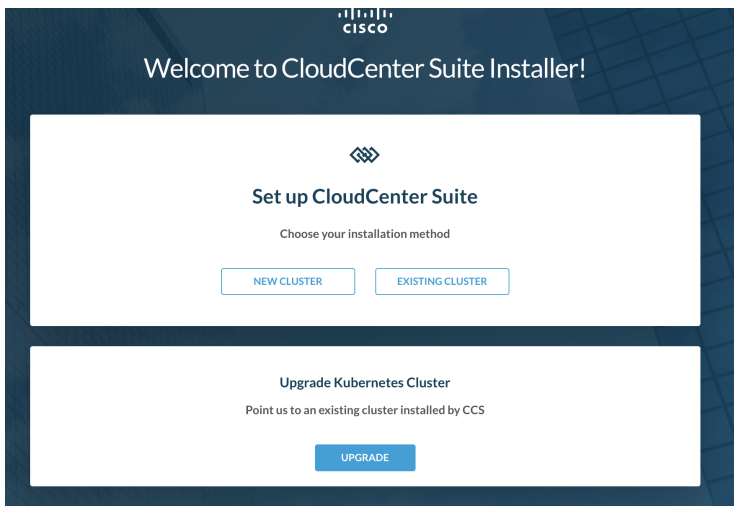 CISCO
Welcome to CloudCenter Suite Installer!
Set up CloudCenter Suite
Choose your installation method
NEW CLUSTER
EXISTING CLUSTER
Upgrade Kubernetes Cluster
Point us to an existing cluster installed by CCS
UPGRADE